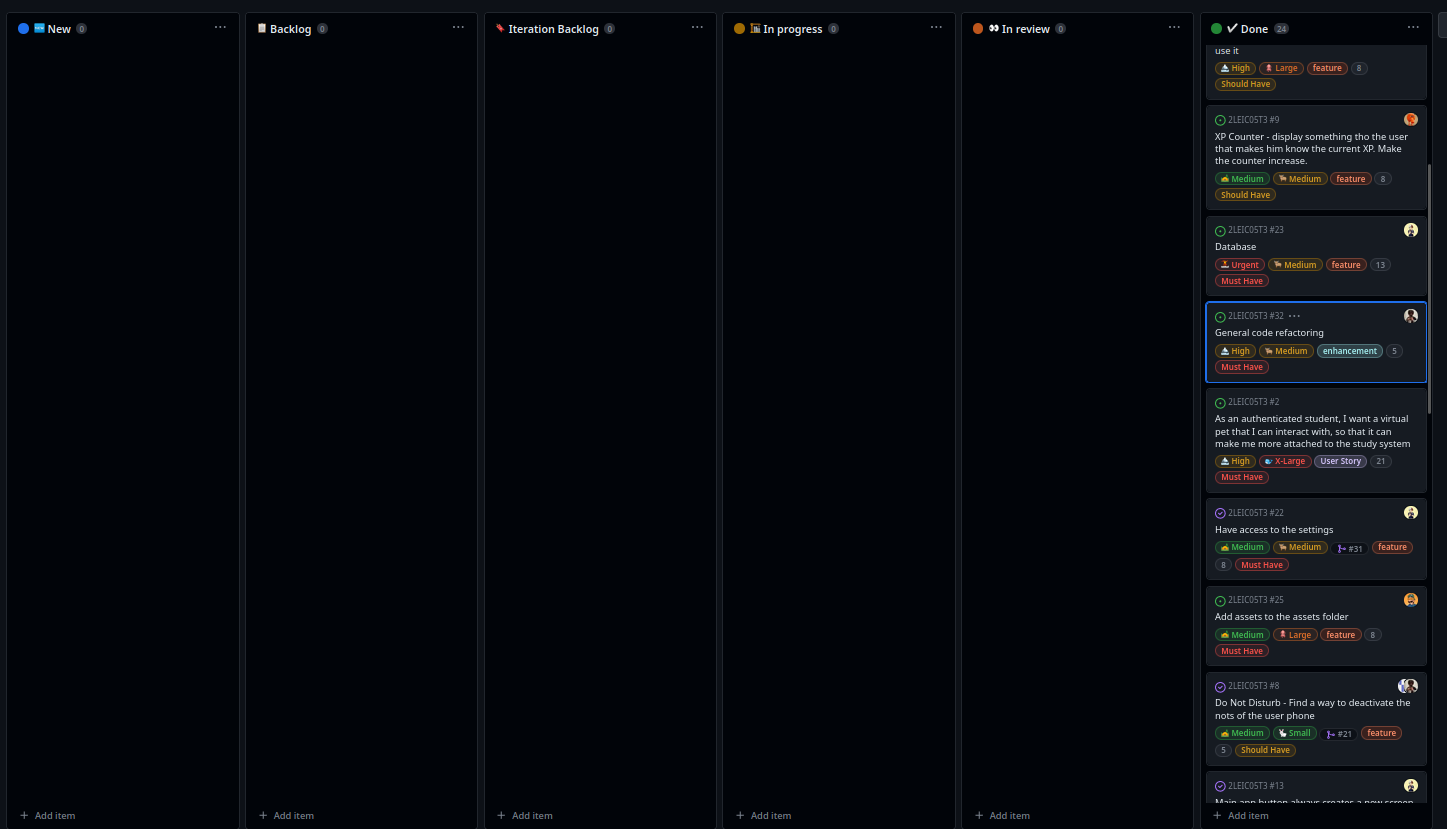 New 0
Backlog 0
Iteration Backlog 0
In progress 0
In review 0
Done 24
use it
High Large feature 8
Should Have
2LEIC05T3 #9
XP Counter - display something tho the user
that makes him know the current XP. Make
the counter increase.
Medium Medium feature 8
Should Have
2LEIC05T3 #23
Database
Urgent Medium feature 13
Must Have
2LEIC05T3 #32
General code refactoring
High Medium enhancement 5
Must Have
2LEIC05T3 #2
As an authenticated student, I want a virtual
pet that I can interact with, so that it can
make me more attached to the study system
High X-Large User Story 21
Must Have
2LEIC05T3 #22
Have access to the settings
Medium Medium #31 feature
8 Must Have
2LEIC05T3 #25
Add assets to the assets folder
Medium Large feature 8
Must Have
2LEIC05T3 #8
Do Not Disturb - Find a way to deactivate the
nots of the user phone
Medium Small #21 feature
5 Should Have
2LEIC05T3 #13
Main app button always creates a new screen
+ Add item
+ Add item
+ Add item
+ Add item
+ Add item
+ Add item